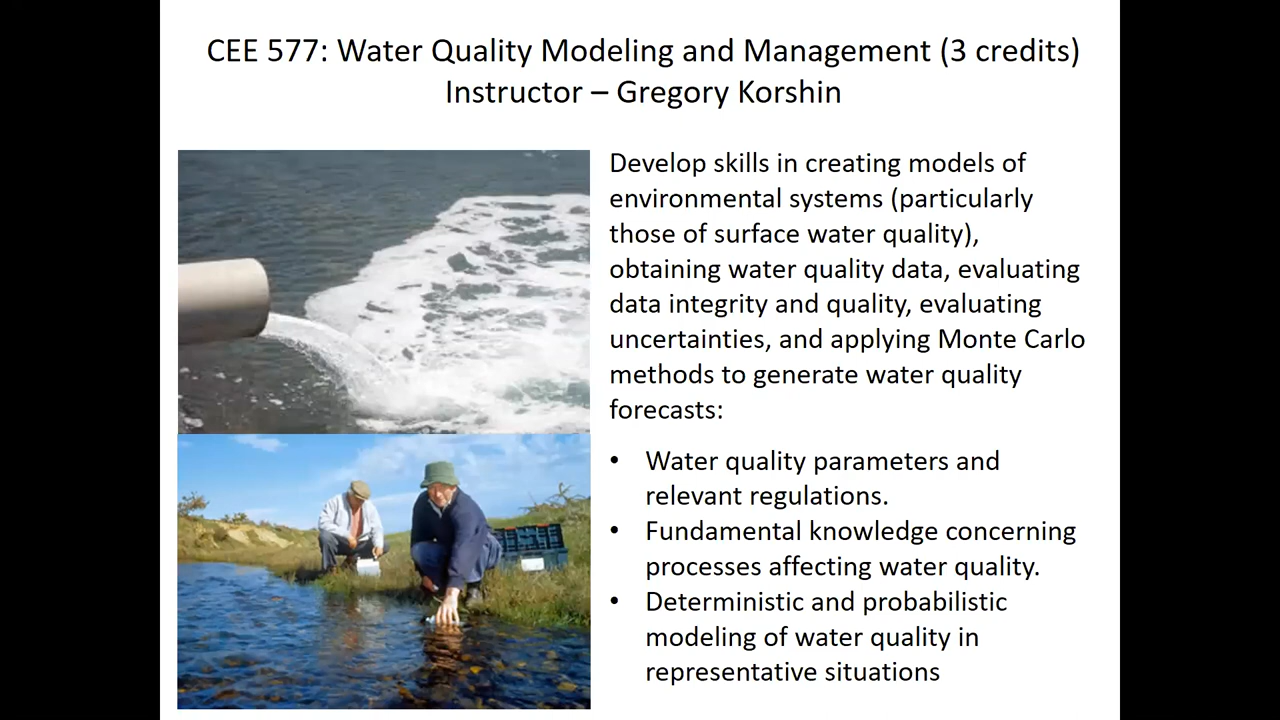 CEE 577: Water Quality Modeling and Management (3 credits)
Instructor – Gregory Korshin
Develop skills in creating models of
environmental systems (particularly
those of surface water quality),
obtaining water quality data, evaluating
data integrity and quality, evaluating
uncertainties, and applying Monte Carlo
methods to generate water quality
forecasts:
• Water quality parameters and
relevant regulations.
• Fundamental knowledge concerning
processes affecting water quality.
• Deterministic and probabilistic
modeling of water quality in
representative situations